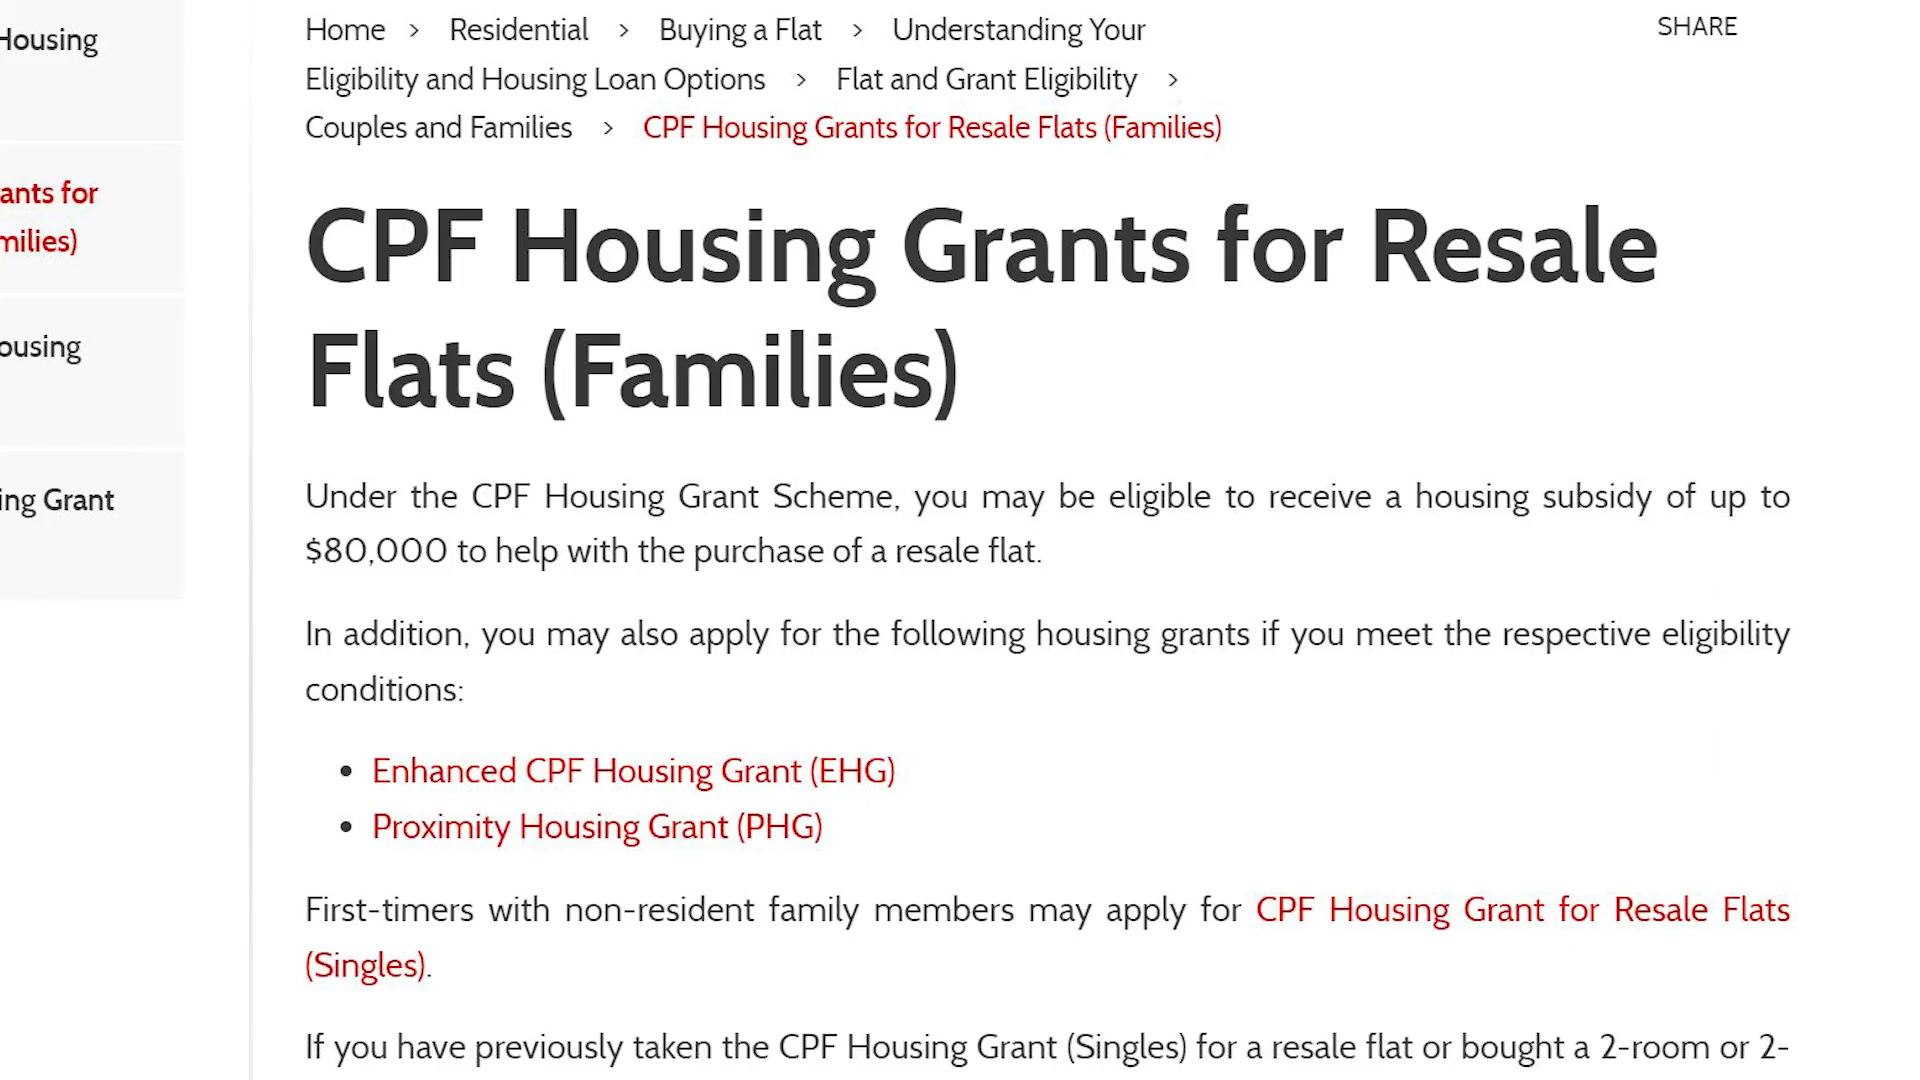 Housing
ants for
milies)
ousing
ing Grant
Home > Residential > Buying a Flat > Understanding Your
Eligibility and Housing Loan Options > Flat and Grant Eligibility >
Couples and Families > CPF Housing Grants for Resale Flats (Families)
SHARE
CPF Housing Grants for Resale
Flats (Families)
Under the CPF Housing Grant Scheme, you may be eligible to receive a housing subsidy of up to
$80,000 to help with the purchase of a resale flat.
In addition, you may also apply for the following housing grants if you meet the respective eligibility
conditions:
• Enhanced CPF Housing Grant (EHG)
• Proximity Housing Grant (PHG)
First-timers with non-resident family members may apply for CPF Housing Grant for Resale Flats
(Singles).
If you have previously taken the CPF Housing Grant (Singles) for a resale flat or bought a 2-room or 2-